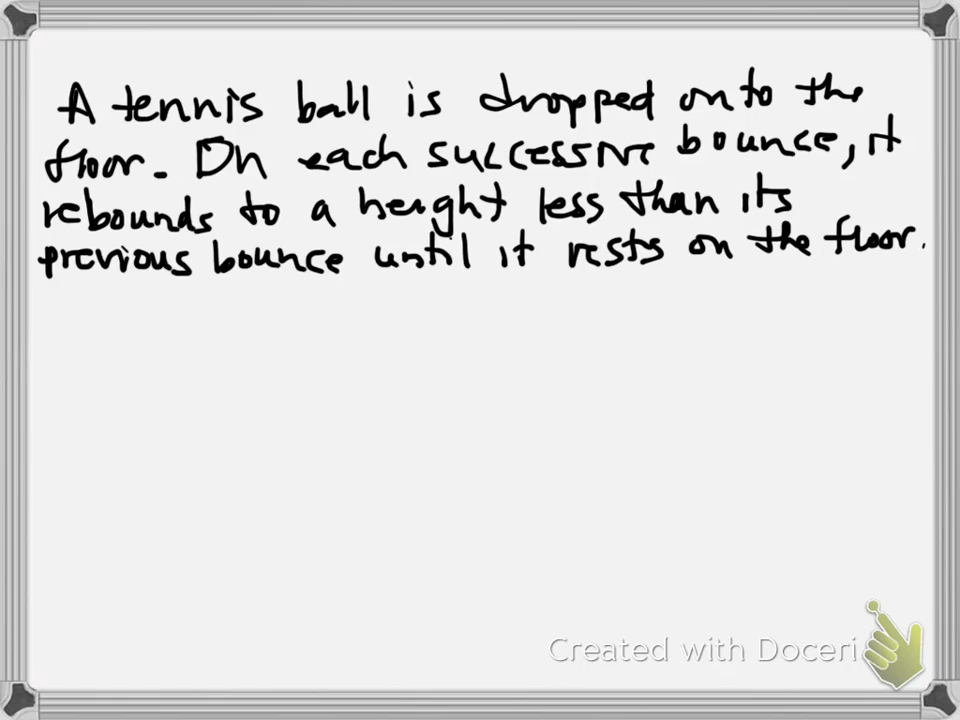 A tennis ball is dropped onto the
floor. On each successive bounce, it
rebounds to a height less than its
previous bounce until it rests on the floor.
Created with Doceri